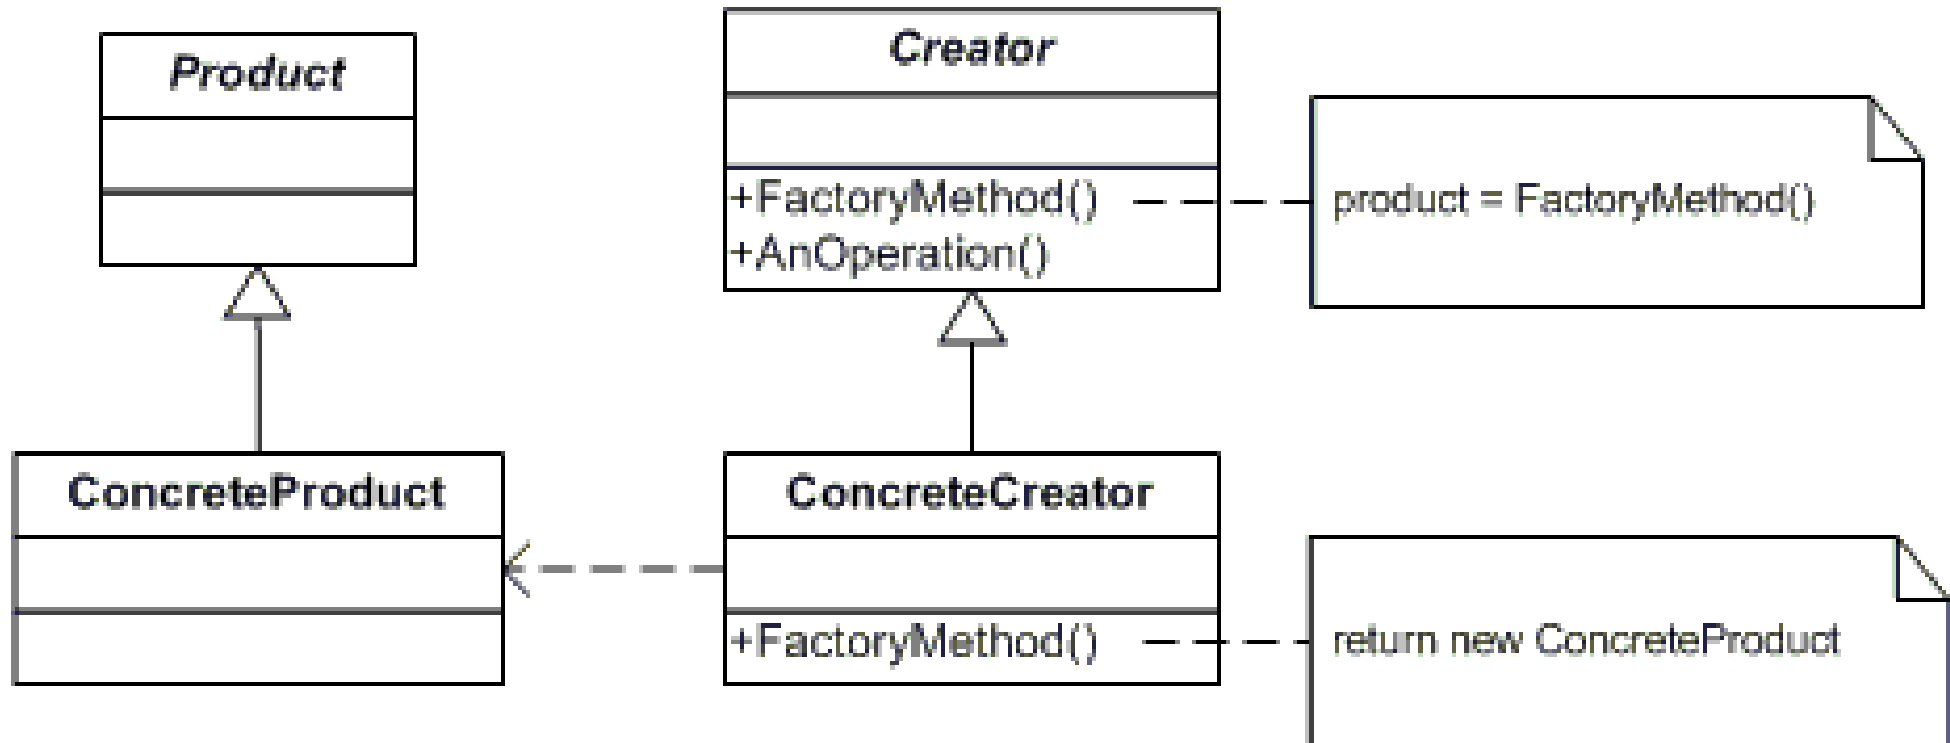 Product
Creator
+FactoryMethod()
+AnOperation()
product = FactoryMethod()
ConcreteProduct
ConcreteCreator
+FactoryMethod()
return new ConcreteProduct